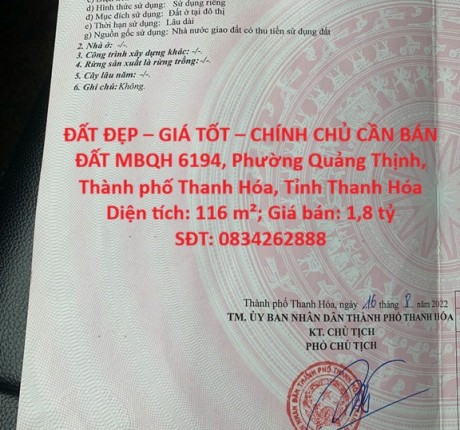 d) Hình thức sử dụng: Sử dụng riêng
đ) Mục đích sử dụng: Đất ở tại đô thị
e) Thời hạn sử dụng: Lâu dài
g) Nguồn gốc sử dụng: Nhà nước giao đất có thu tiền sử dụng đất
2. Nhà ở: -/-.
3. Công trình xây dựng khác: -/-.
4. Rừng sản xuất là rừng trồng: -/-.
5. Cây lâu năm: -/-.
6. Ghi chú: Không.
ĐẤT ĐẸP – GIÁ TỐT – CHÍNH CHỦ CẦN BÁN
ĐẤT MBQH 6194, Phường Quảng Thịnh,
Thành phố Thanh Hóa, Tỉnh Thanh Hóa
Diện tích: 116 m²; Giá bán: 1,8 tỷ
SĐT: 0834262888
Thành phố Thanh Hóa, ngày 16 tháng 8 năm 2022
TM. ỦY BAN NHÂN DÂN THÀNH PHỐ THANH HÓA
KT. CHỦ TỊCH
PHÓ CHỦ TỊCH